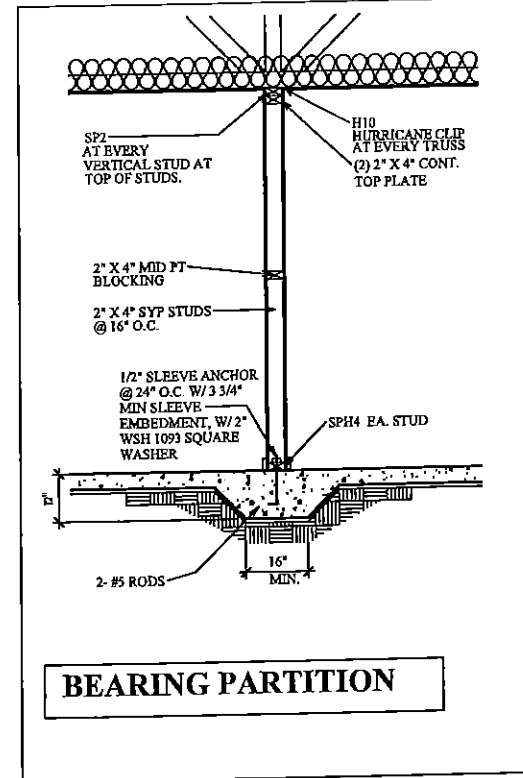 SP2
AT EVERY
VERTICAL STUD AT
TOP OF STUDS.
H10
HURRICANE CLIP
AT EVERY TRUSS
(2) 2" X 4" CONT.
TOP PLATE
2" X 4" MID PT
BLOCKING
2" X 4" SYP STUDS
@ 16" O.C.
1/2" SLEEVE ANCHOR
@ 24" O.C. W/ 3 3/4"
MIN SLEEVE
EMBEDMENT, W/ 2"
WSH 1093 SQUARE
WASHER
SPH4 EA. STUD
12"
2- #5 RODS
16"
MIN.
BEARING PARTITION